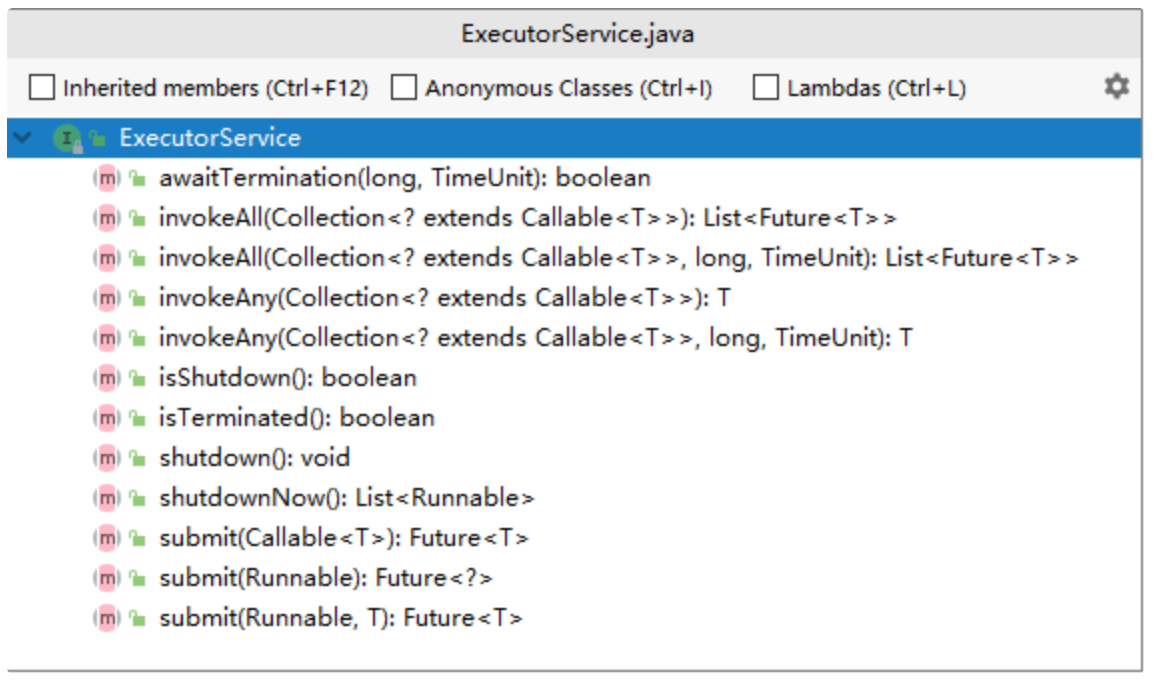 ExecutorService.java
Inherited members (Ctrl+F12) Anonymous Classes (Ctrl+I) Lambdas (Ctrl+L)
I ExecutorService
m awaitTermination(long, TimeUnit): boolean
m invokeAll(Collection<? extends Callable<T>>): List<Future<T>>
m invokeAll(Collection<? extends Callable<T>>, long, TimeUnit): List<Future<T>>
m invokeAny(Collection<? extends Callable<T>>): T
m invokeAny(Collection<? extends Callable<T>>, long, TimeUnit): T
m isShutdown(): boolean
m isTerminated(): boolean
m shutdown(): void
m shutdownNow(): List<Runnable>
m submit(Callable<T>): Future<T>
m submit(Runnable): Future<?>
m submit(Runnable, T): Future<T>